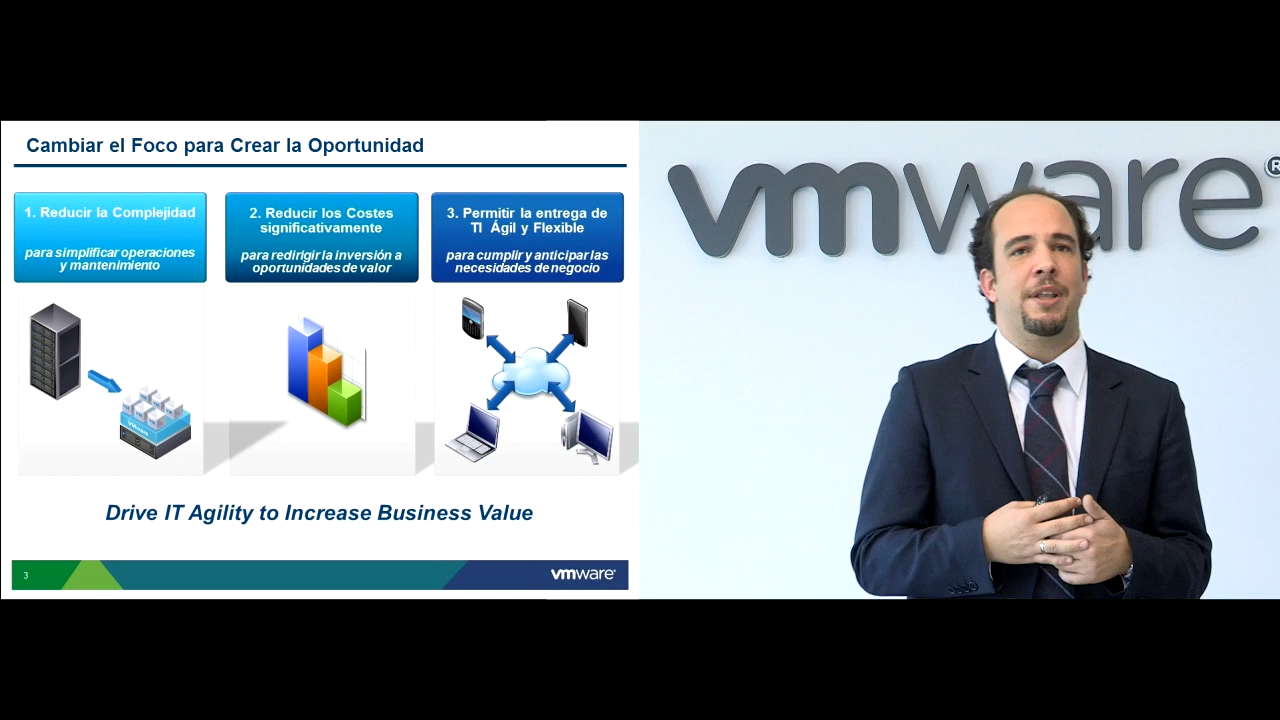 Cambiar el Foco para Crear la Oportunidad
1. Reducir la Complejidad
para simplificar operaciones
y mantenimiento
2. Reducir los Costes
significativamente
para redirigir la inversión a
oportunidades de valor
3. Permitir la entrega de
TI Ágil y Flexible
para cumplir y anticipar las
necesidades de negocio
VMware
Drive IT Agility to Increase Business Value
3
vmware
vmware®